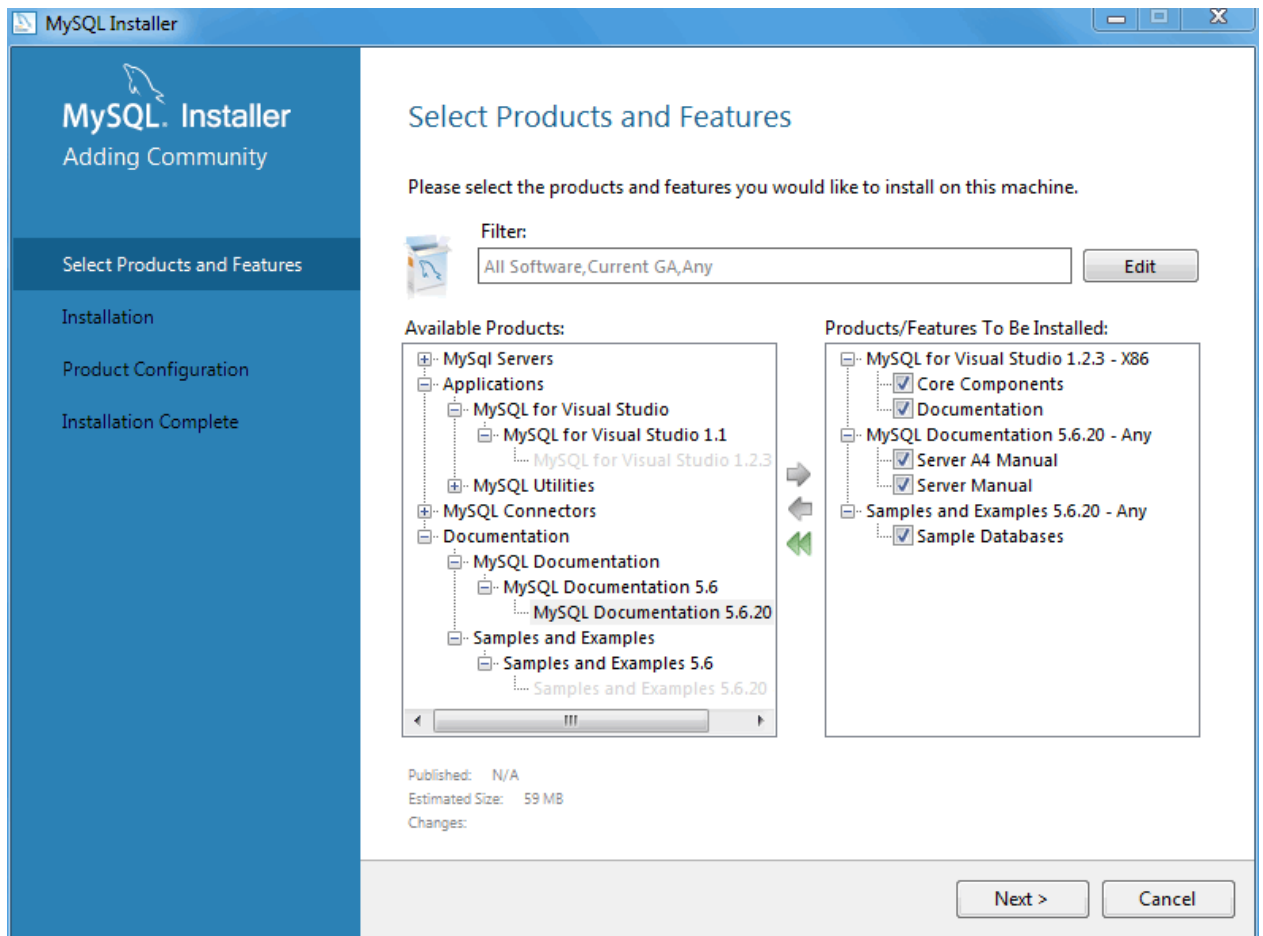 MySQL Installer
MySQL. Installer
Adding Community
Select Products and Features
Installation
Product Configuration
Installation Complete
Select Products and Features
Please select the products and features you would like to install on this machine.
Filter:
All Software,Current GA,Any
Edit
Available Products:
MySql Servers
Applications
MySQL for Visual Studio
MySQL for Visual Studio 1.1
MySQL for Visual Studio 1.2.3
MySQL Utilities
MySQL Connectors
Documentation
MySQL Documentation
MySQL Documentation 5.6
MySQL Documentation 5.6.20
Samples and Examples
Samples and Examples 5.6
Samples and Examples 5.6.20
Products/Features To Be Installed:
MySQL for Visual Studio 1.2.3 - X86
Core Components
Documentation
MySQL Documentation 5.6.20 - Any
Server A4 Manual
Server Manual
Samples and Examples 5.6.20 - Any
Sample Databases
Published: N/A
Estimated Size: 59 MB
Changes:
Next >
Cancel